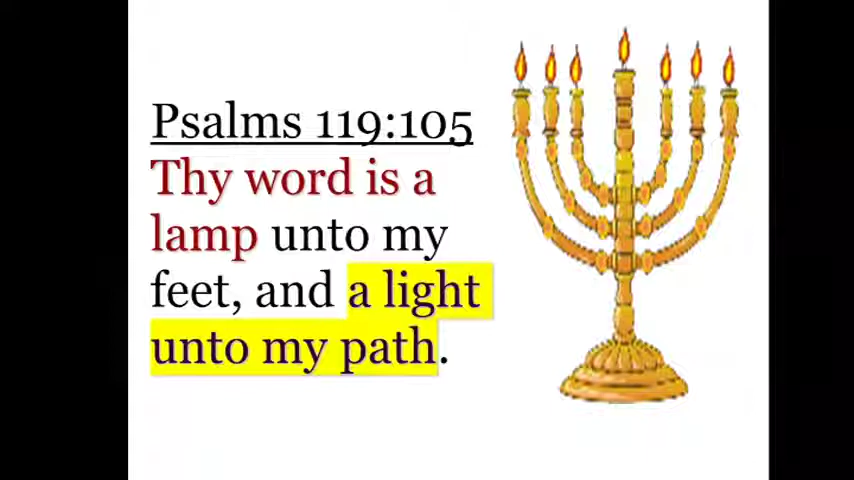 Psalms 119:105
Thy word is a
lamp unto my
feet, and a light
unto my path.